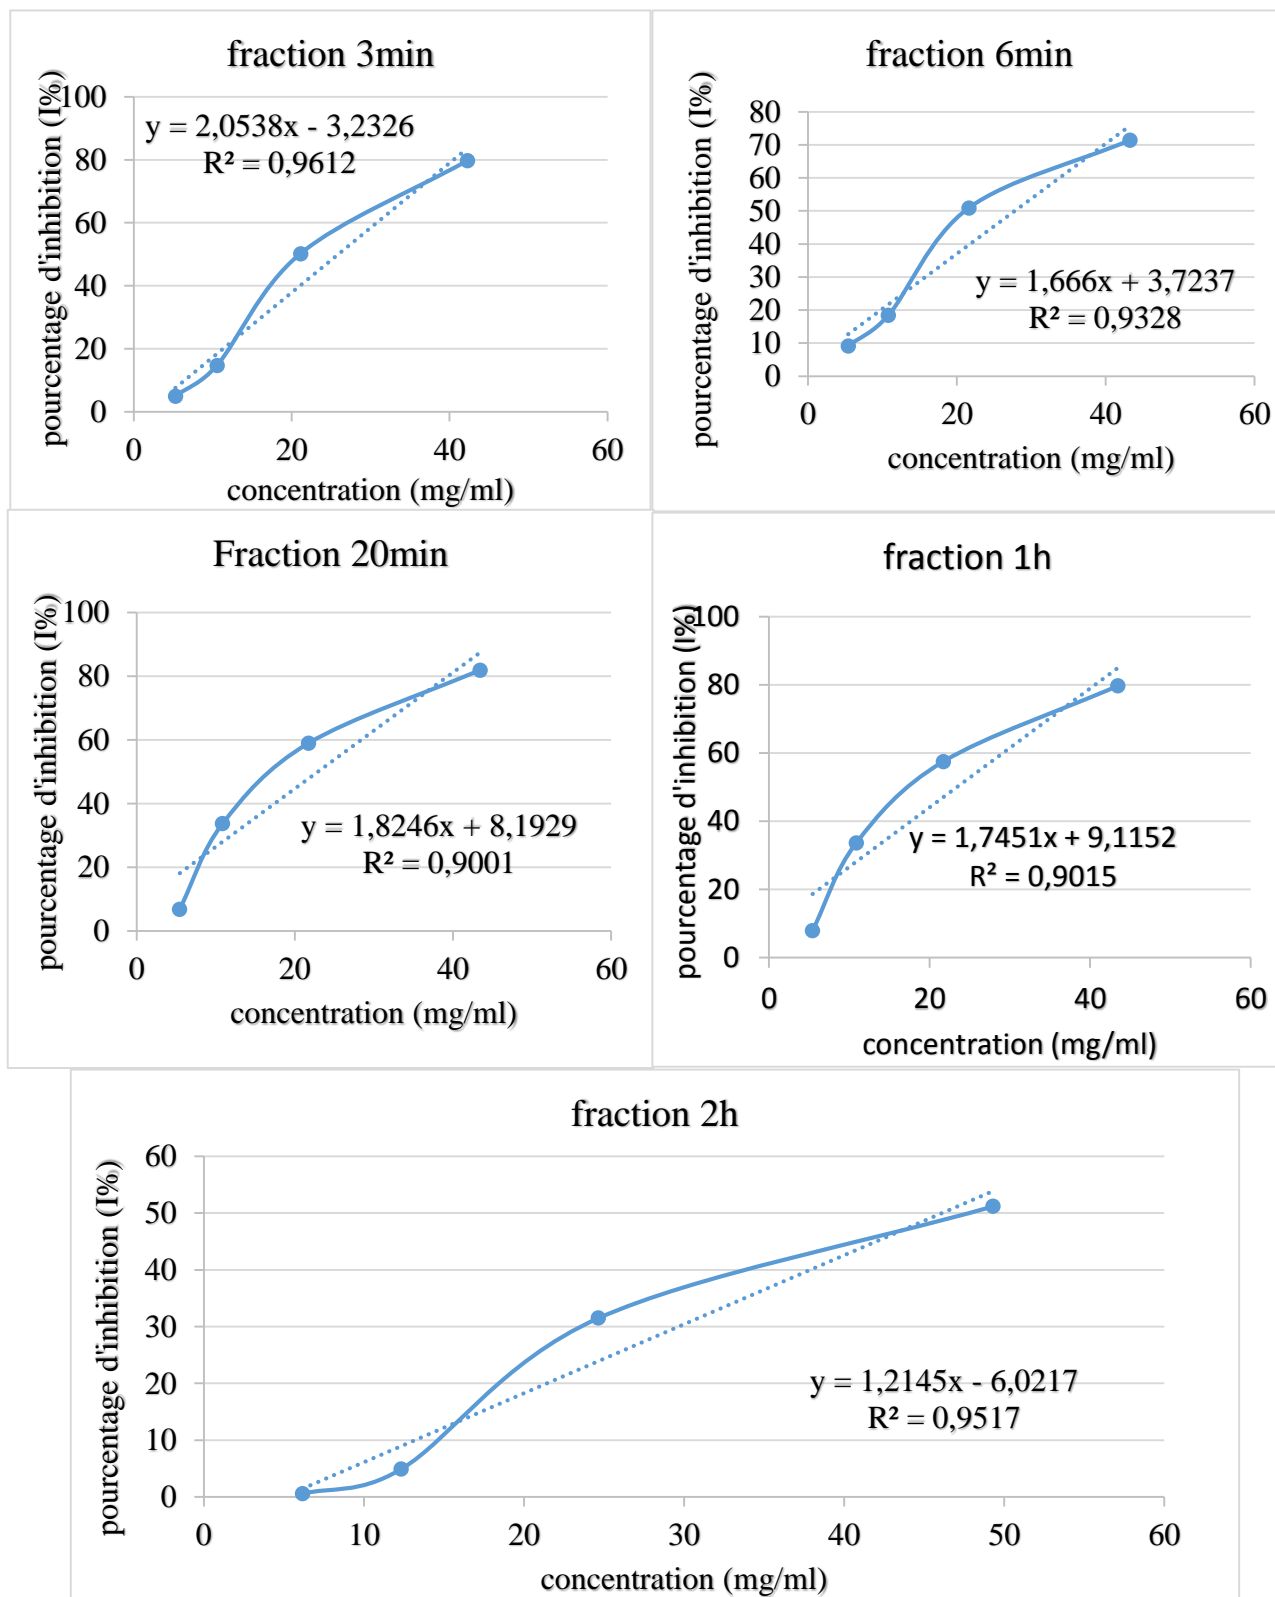 fraction 3min
pourcentage d'inhibition (I%)
100
80
60
40
20
0
y = 2,0538x - 3,2326
R² = 0,9612
0 20 40 60
concentration (mg/ml)
fraction 6min
pourcentage d'inhibition (I%)
80
70
60
50
40
30
20
10
0
y = 1,666x + 3,7237
R² = 0,9328
0 20 40 60
concentration (mg/ml)
Fraction 20min
pourcentage d'inhibition (I%)
100
80
60
40
20
0
y = 1,8246x + 8,1929
R² = 0,9001
0 20 40 60
concentration (mg/ml)
fraction 1h
pourcentage d'inhibition (I%)
100
80
60
40
20
0
y = 1,7451x + 9,1152
R² = 0,9015
0 20 40 60
concentration (mg/ml)
fraction 2h
pourcentage d'inhibition (I%)
60
50
40
30
20
10
0
y = 1,2145x - 6,0217
R² = 0,9517
0 10 20 30 40 50 60
concentration (mg/ml)